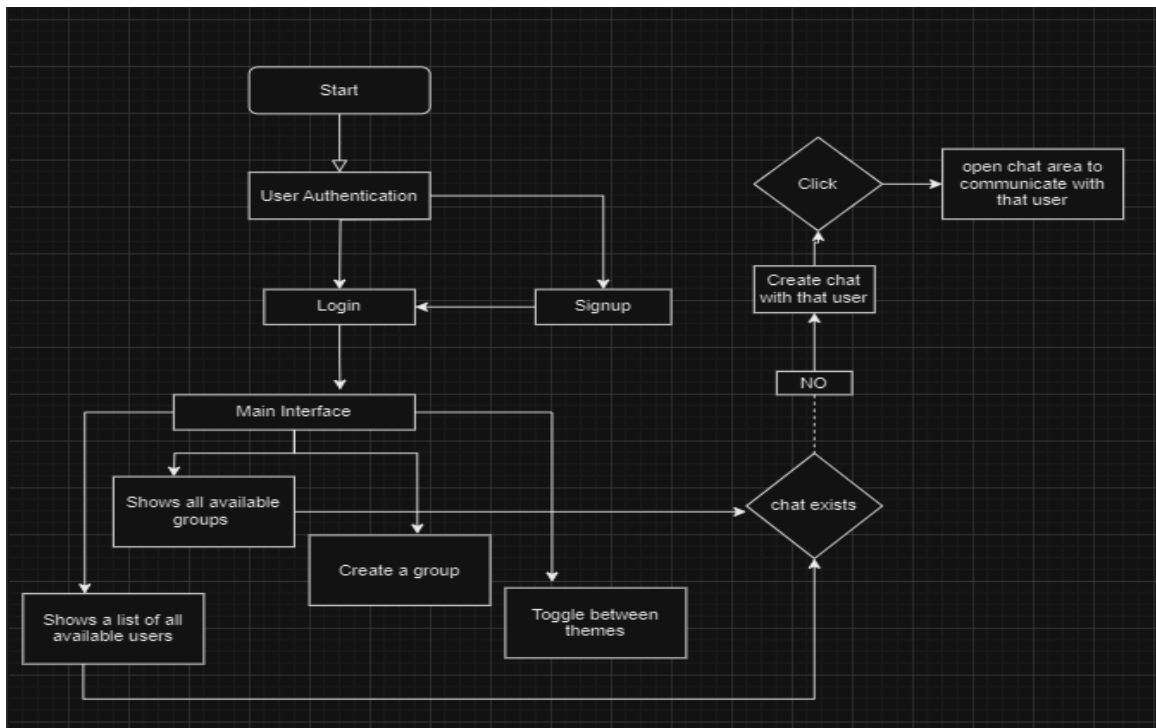 Start
User Authentication
Login
Signup
Main Interface
Shows all available
groups
Create a group
Shows a list of all
available users
Toggle between
themes
chat exists
NO
Create chat
with that user
Click
open chat area to
communicate with
that user